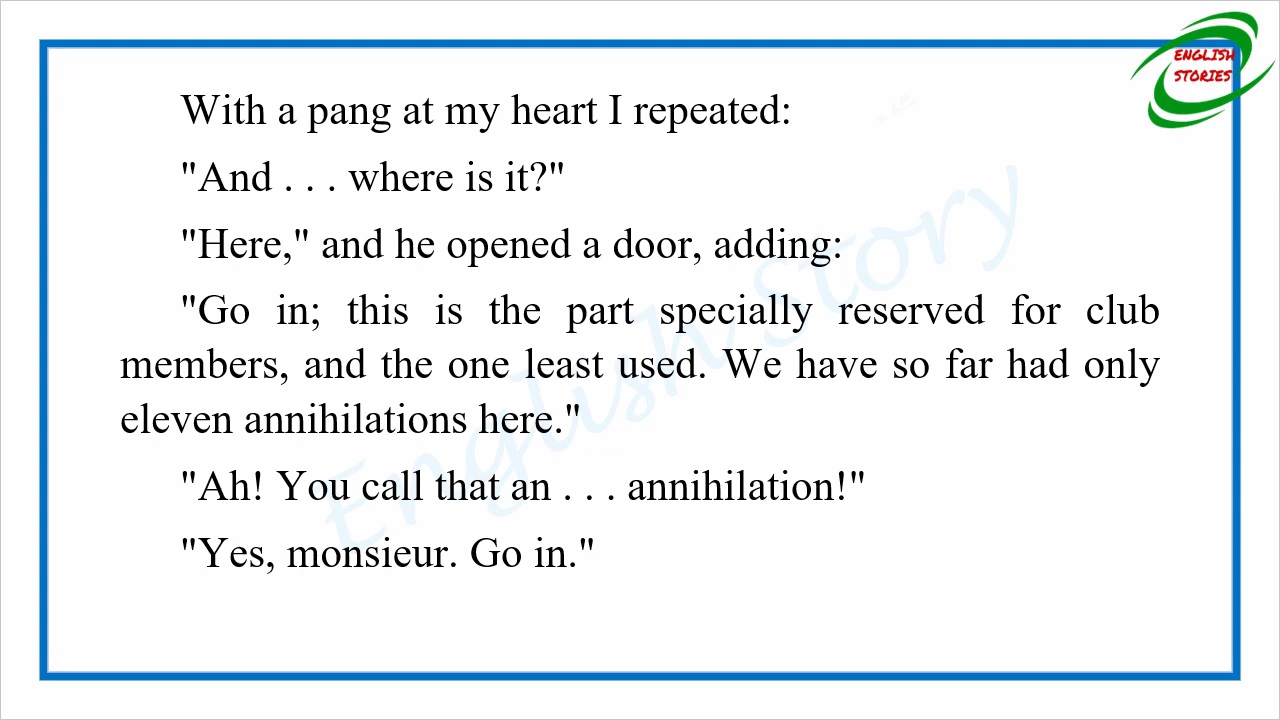 ENGLISH
STORIES
With a pang at my heart I repeated:
"And . . . where is it?"
"Here," and he opened a door, adding:
"Go in; this is the part specially reserved for club
members, and the one least used. We have so far had only
eleven annihilations here."
"Ah! You call that an . . . annihilation!"
"Yes, monsieur. Go in."
English Story